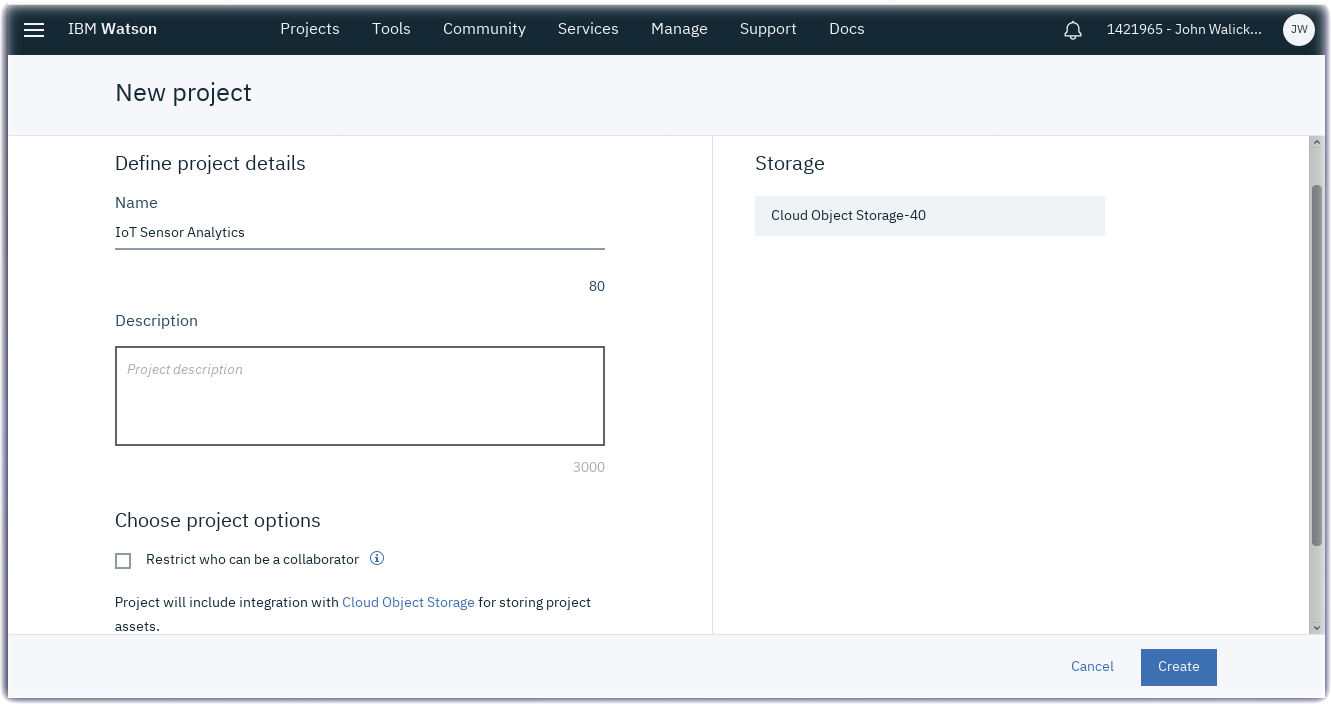 IBM Watson
Projects
Tools
Community
Services
Manage
Support
Docs
1421965 - John Walick...
JW
New project
Define project details
Name
IoT Sensor Analytics
80
Description
Project description
3000
Choose project options
Restrict who can be a collaborator
Project will include integration with Cloud Object Storage for storing project
assets.
Storage
Cloud Object Storage-40
Cancel
Create